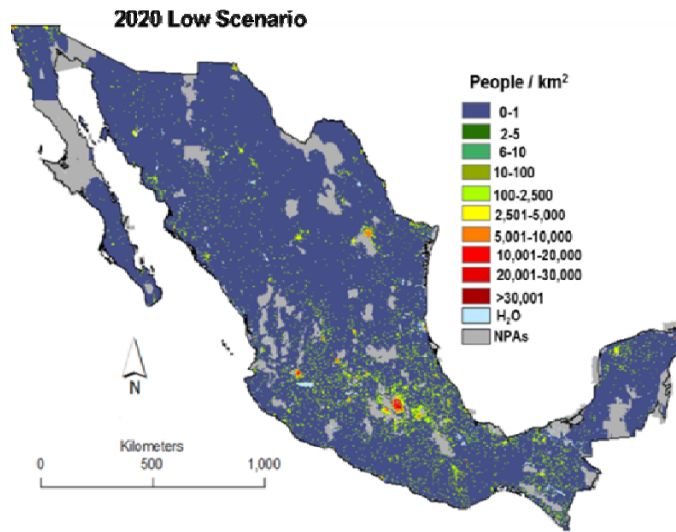 2020 Low Scenario
People / km²
0-1
2-5
6-10
10-100
100-2,500
2,501-5,000
5,001-10,000
10,001-20,000
20,001-30,000
>30,001
H₂O
NPAs
N
Kilometers
0 500 1,000